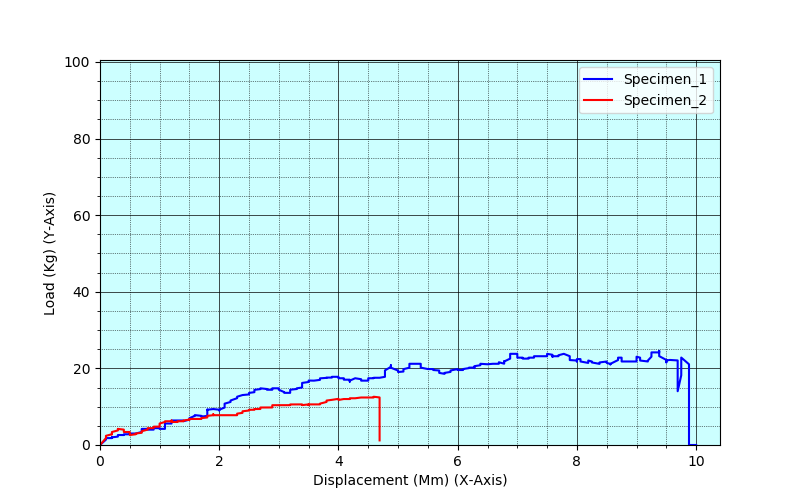 100
80
60
40
20
0
0 2 4 6 8 10
Load (Kg) (Y-Axis)
Displacement (Mm) (X-Axis)
Specimen_1
Specimen_2